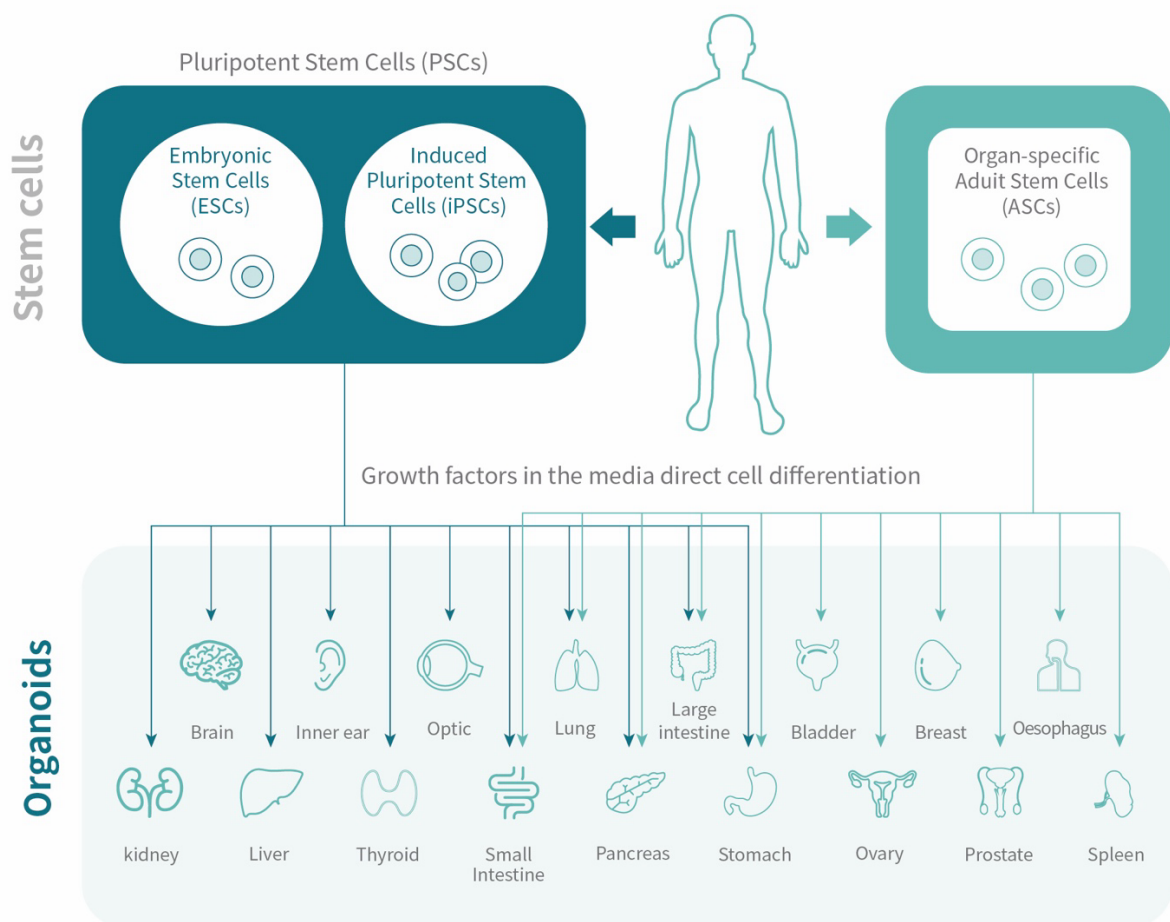 Pluripotent Stem Cells (PSCs)
Stem cells
Embryonic
Stem Cells
(ESCs)
Induced
Pluripotent Stem
Cells (iPSCs)
Organ-specific
Aduit Stem Cells
(ASCs)
Growth factors in the media direct cell differentiation
Organoids
Brain
Inner ear
Optic
Lung
Large
intestine
Bladder
Breast
Oesophagus
kidney
Liver
Thyroid
Small
Intestine
Pancreas
Stomach
Ovary
Prostate
Spleen